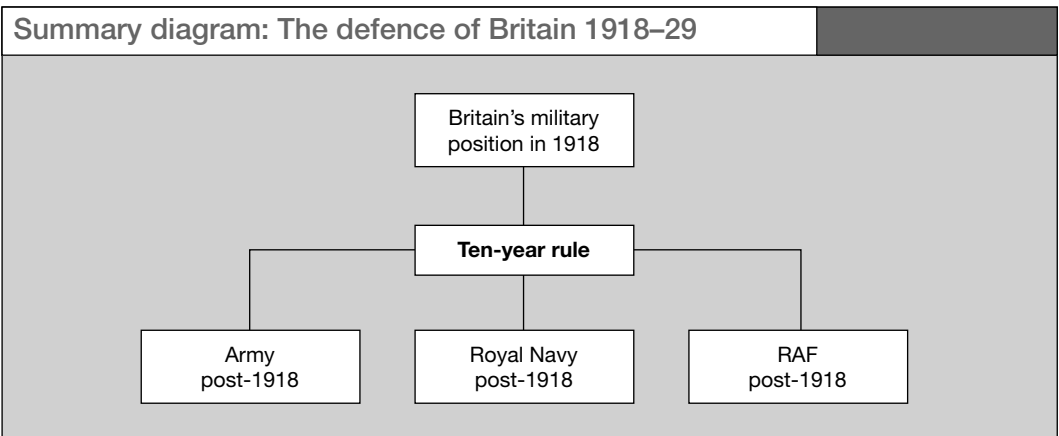 Summary diagram: The defence of Britain 1918–29
Britain's military
position in 1918
Ten-year rule
Army
post-1918
Royal Navy
post-1918
RAF
post-1918